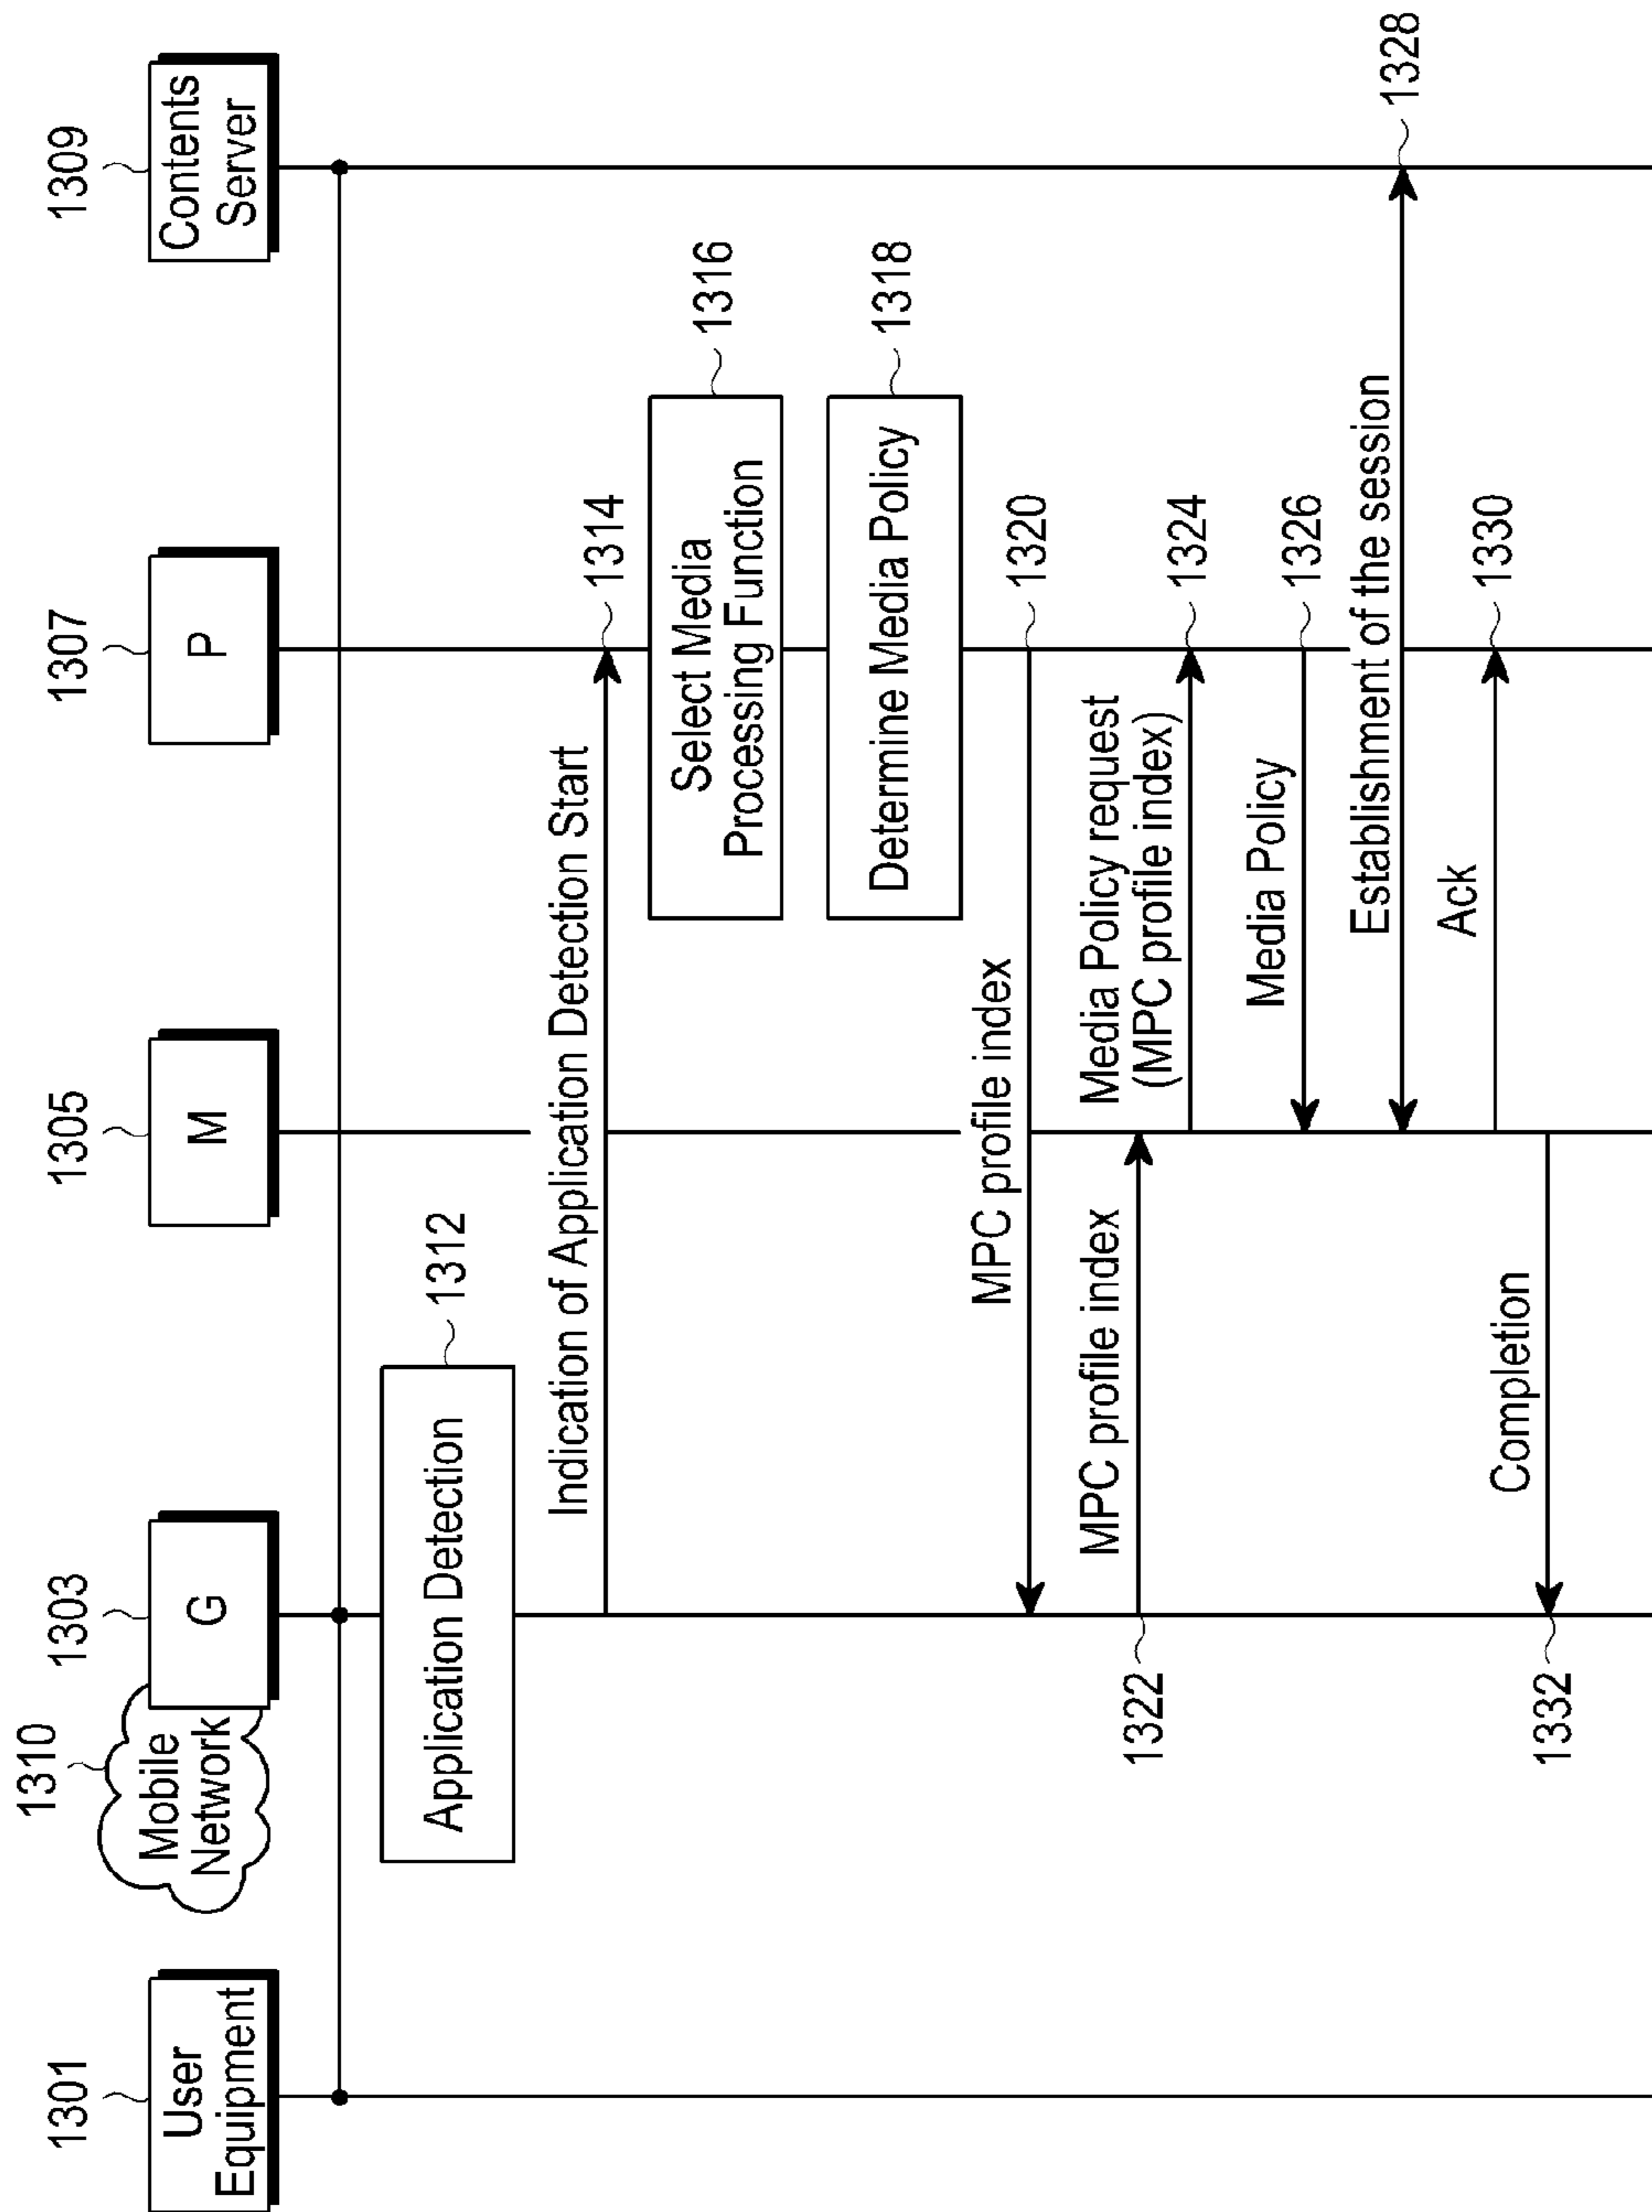 1301
1310
1303
1305
1307
1309
User
Equipment
Mobile
Network
G
M
P
Contents
Server
Application Detection
1312
Indication of Application Detection Start
1314
Select Media
Processing Function
1316
Determine Media Policy
1318
MPC profile index
1320
MPC profile index
1322
Media Policy request
(MPC profile index)
1324
Media Policy
1326
Establishment of the session
1328
Ack
1330
Completion
1332